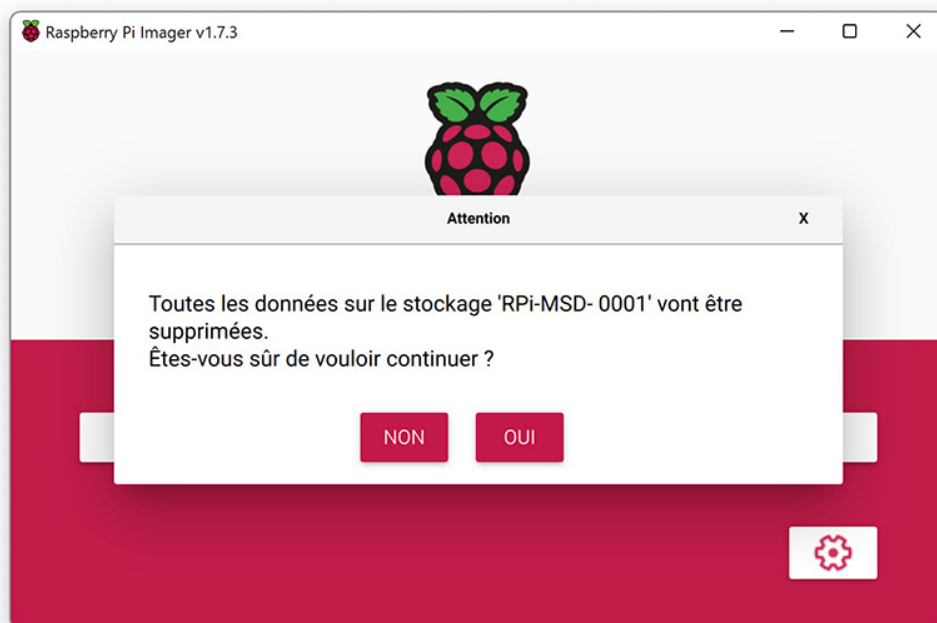 Raspberry Pi Imager v1.7.3
Attention
X
Toutes les données sur le stockage 'RPi-MSD- 0001' vont être
supprimées.
Êtes-vous sûr de vouloir continuer ?
NON
OUI